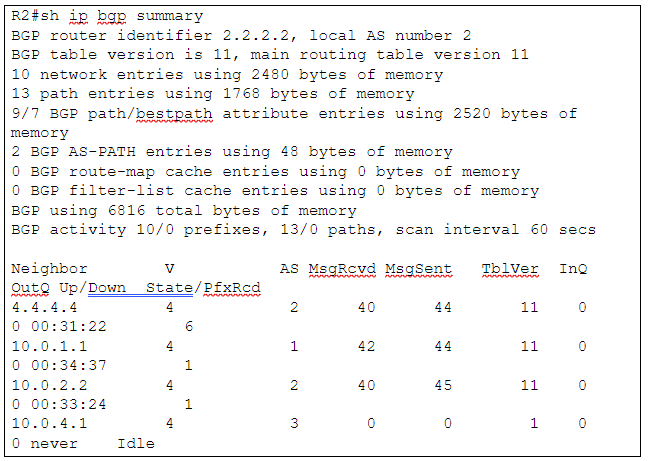 R2#sh ip bgp summary
BGP router identifier 2.2.2.2, local AS number 2
BGP table version is 11, main routing table version 11
10 network entries using 2480 bytes of memory
13 path entries using 1768 bytes of memory
9/7 BGP path/bestpath attribute entries using 2520 bytes of
memory
2 BGP AS-PATH entries using 48 bytes of memory
0 BGP route-map cache entries using 0 bytes of memory
0 BGP filter-list cache entries using 0 bytes of memory
BGP using 6816 total bytes of memory
BGP activity 10/0 prefixes, 13/0 paths, scan interval 60 secs
Neighbor V AS MsgRcvd MsgSent TblVer InQ
OutQ Up/Down State/PfxRcd
4.4.4.4 4 2 40 44 11 0
0 00:31:22 6
10.0.1.1 4 1 42 44 11 0
0 00:34:37 1
10.0.2.2 4 2 40 45 11 0
0 00:33:24 1
10.0.4.1 4 3 0 0 1 0
0 never Idle